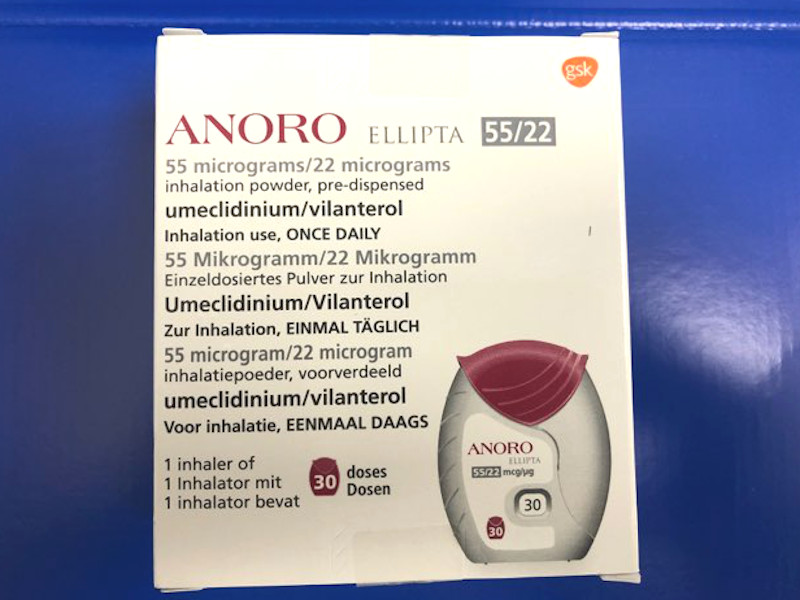 gsk
ANORO ELLIPTA 55/22
55 micrograms/22 micrograms
inhalation powder, pre-dispensed
umeclidinium/vilanterol
Inhalation use, ONCE DAILY
55 Mikrogramm/22 Mikrogramm
Einzeldosiertes Pulver zur Inhalation
Umeclidinium/Vilanterol
Zur Inhalation, EINMAL TÄGLICH
55 microgram/22 microgram
inhalatiepoeder, voorverdeeld
umeclidinium/vilanterol
Voor inhalatie, EENMAAL DAAGS
1 inhaler of
1 Inhalator mit
1 inhalator bevat
30
doses
Dosen
ANORO
ELLIPTA
55/22 mcg/µg
30
30